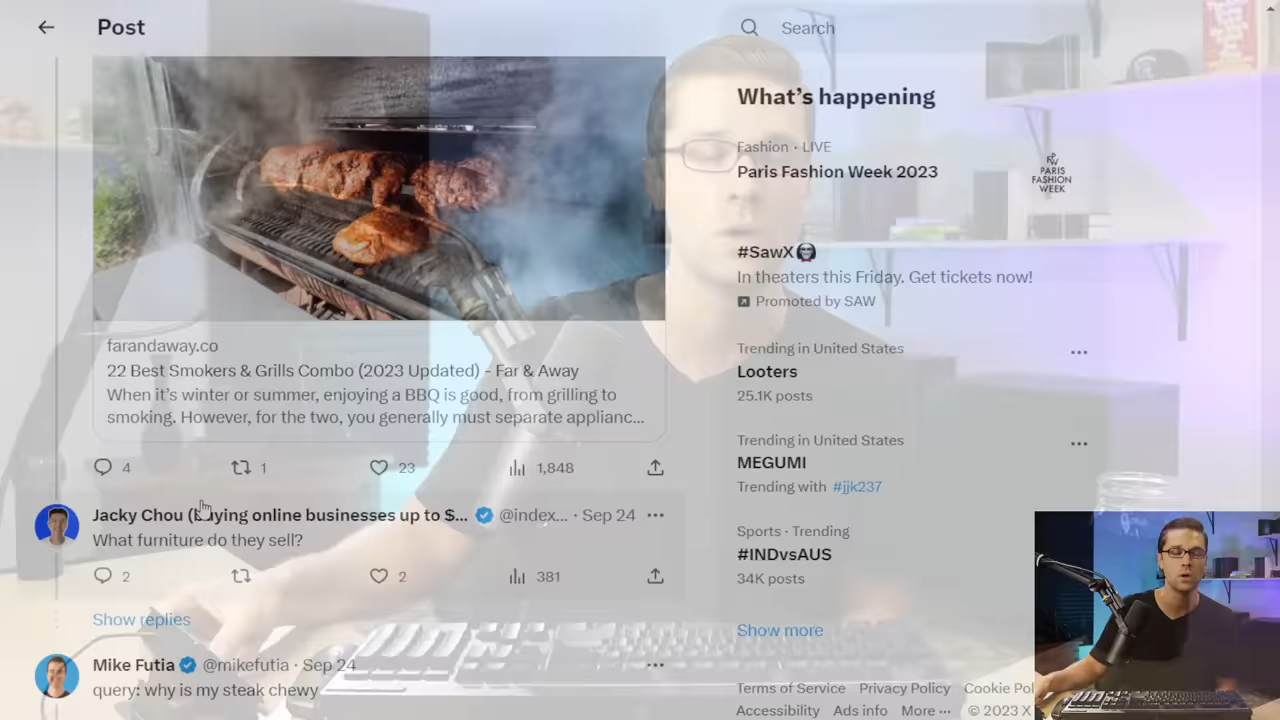 Post
farandaway.co
22 Best Smokers & Grills Combo (2023 Updated) - Far & Away
When it's winter or summer, enjoying a BBQ is good, from grilling to
smoking. However, for the two, you generally must separate applianc...
4
1
23
1,848
Jacky Chou (buying online businesses up to $... @index... · Sep 24
What furniture do they sell?
2
2
381
Show replies
Mike Futia @mikefutia · Sep 24
query: why is my steak chewy
Search
What's happening
Fashion · LIVE
Paris Fashion Week 2023
PARIS
FASHION
WEEK
#SawX
In theaters this Friday. Get tickets now!
Promoted by SAW
Trending in United States
Looters
25.1K posts
Trending in United States
MEGUMI
Trending with #jjk237
Sports · Trending
#INDvsAUS
34K posts
Show more
Terms of Service Privacy Policy Cookie Pol
Accessibility Ads info More ··· © 2023 X